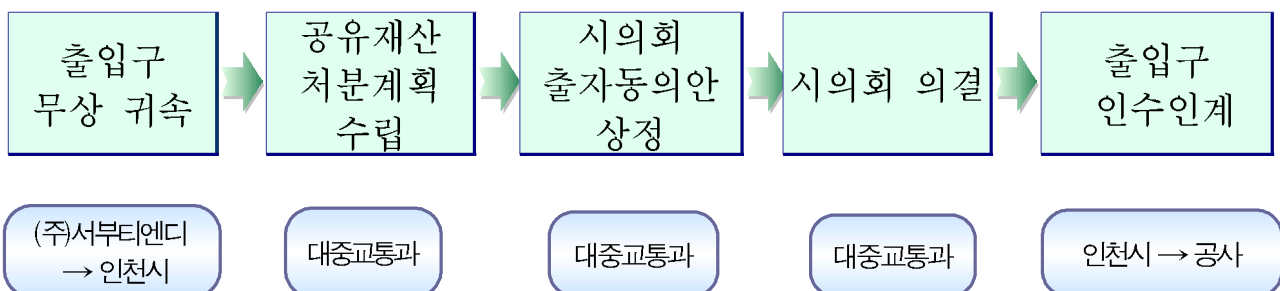 출입구
무상 귀속
공유재산
처분계획
수립
시의회
출자동의안
상정
시의회 의결
출입구
인수인계
(주)서부티엔디
→ 인천시
대중교통과
대중교통과
대중교통과
인천시 → 공사